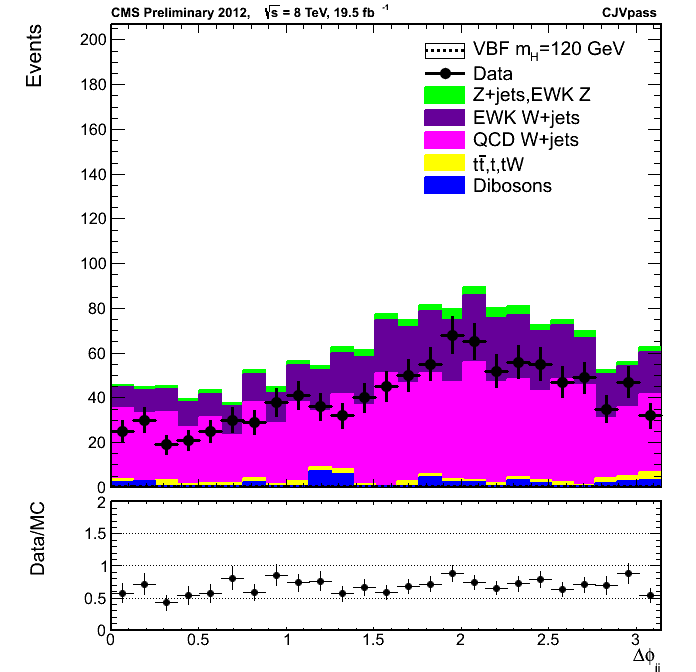 CMS Preliminary 2012, √s = 8 TeV, 19.5 fb⁻¹ CJVpass
Events
200
180
160
140
120
100
80
60
40
20
0
VBF m_H=120 GeV
Data
Z+jets,EWK Z
EWK W+jets
QCD W+jets
tt̄,t,tW
Dibosons
Data/MC
2
1.5
1
0.5
0
0 0.5 1 1.5 2 2.5 3
Δϕ_jj